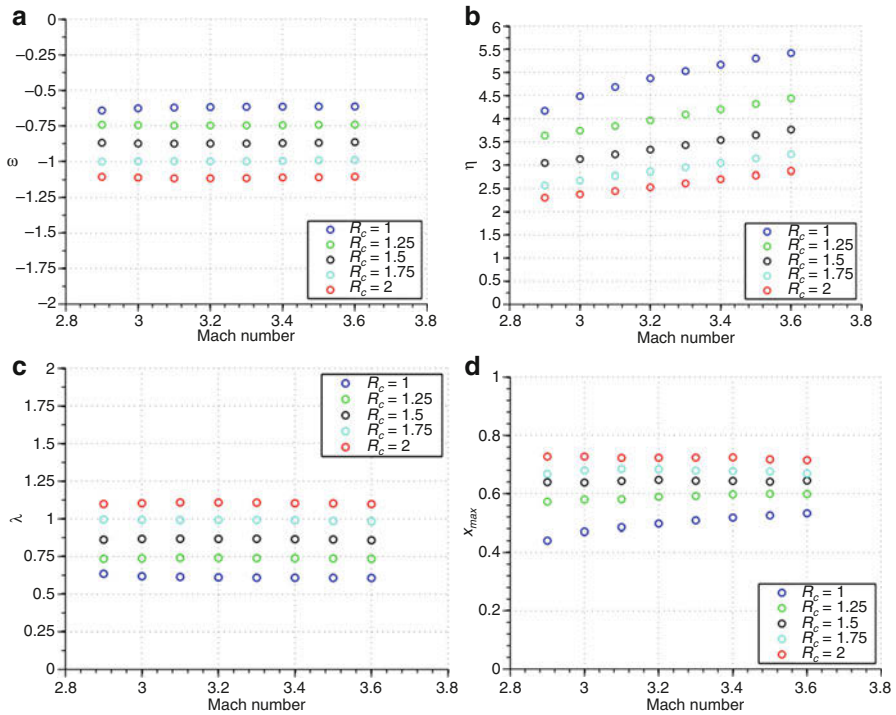 a
0
−0.25
−0.5
−0.75
−1
−1.25
−1.5
−1.75
−2
ω
2.8
3
3.2
3.4
3.6
3.8
Mach number
R_c = 1
R_c = 1.25
R_c = 1.5
R_c = 1.75
R_c = 2
b
6
5.5
5
4.5
4
3.5
3
2.5
2
1.5
1
0.5
0
η
2.8
3
3.2
3.4
3.6
3.8
Mach number
R_c = 1
R_c = 1.25
R_c = 1.5
R_c = 1.75
R_c = 2
c
2
1.75
1.5
1.25
1
0.75
0.5
0.25
0
λ
2.8
3
3.2
3.4
3.6
3.8
Mach number
R_c = 1
R_c = 1.25
R_c = 1.5
R_c = 1.75
R_c = 2
d
1
0.8
0.6
0.4
0.2
0
x_max
2.8
3
3.2
3.4
3.6
3.8
Mach number
R_c = 1
R_c = 1.25
R_c = 1.5
R_c = 1.75
R_c = 2